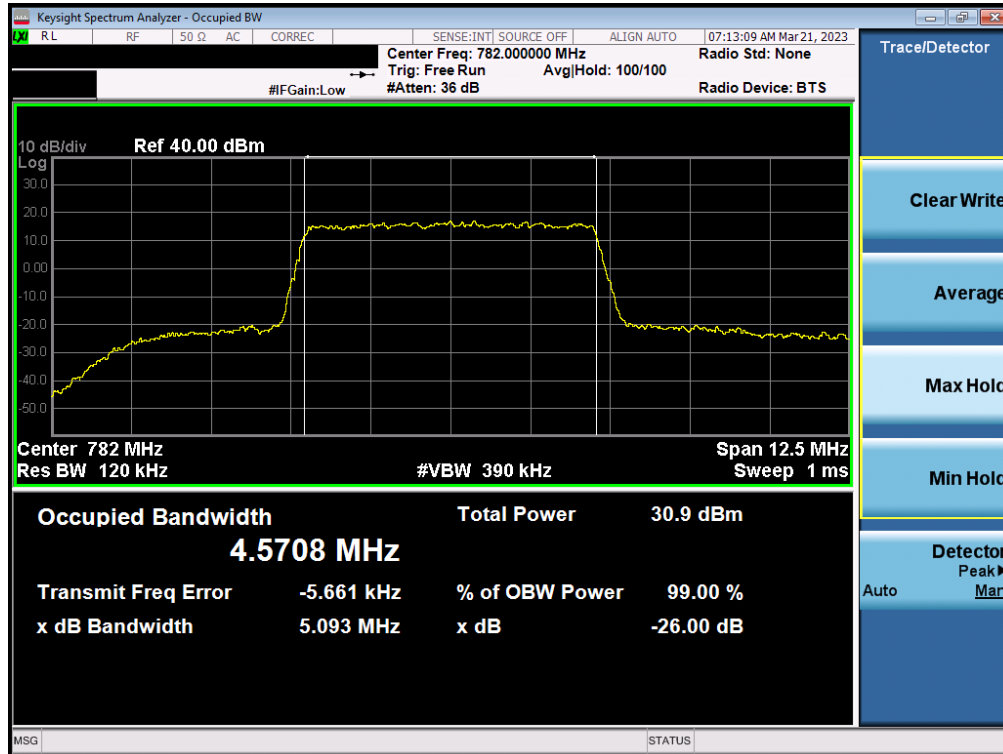 Keysight Spectrum Analyzer - Occupied BW
LXI RL RF 50 Ω AC CORREC SENSE:INT SOURCE OFF ALIGN AUTO 07:13:09 AM Mar 21, 2023
Center Freq: 782.000000 MHz Radio Std: None
Trig: Free Run Avg|Hold: 100/100
#IFGain:Low #Atten: 36 dB Radio Device: BTS
Trace/Detector
10 dB/div Ref 40.00 dBm
Log
30.0
20.0
10.0
0.00
-10.0
-20.0
-30.0
-40.0
-50.0
Center 782 MHz Span 12.5 MHz
Res BW 120 kHz #VBW 390 kHz Sweep 1 ms
Occupied Bandwidth Total Power 30.9 dBm
4.5708 MHz
Transmit Freq Error -5.661 kHz % of OBW Power 99.00 %
x dB Bandwidth 5.093 MHz x dB -26.00 dB
Clear Write
Average
Max Hold
Min Hold
Detector
Peak▶
Auto Man
MSG STATUS